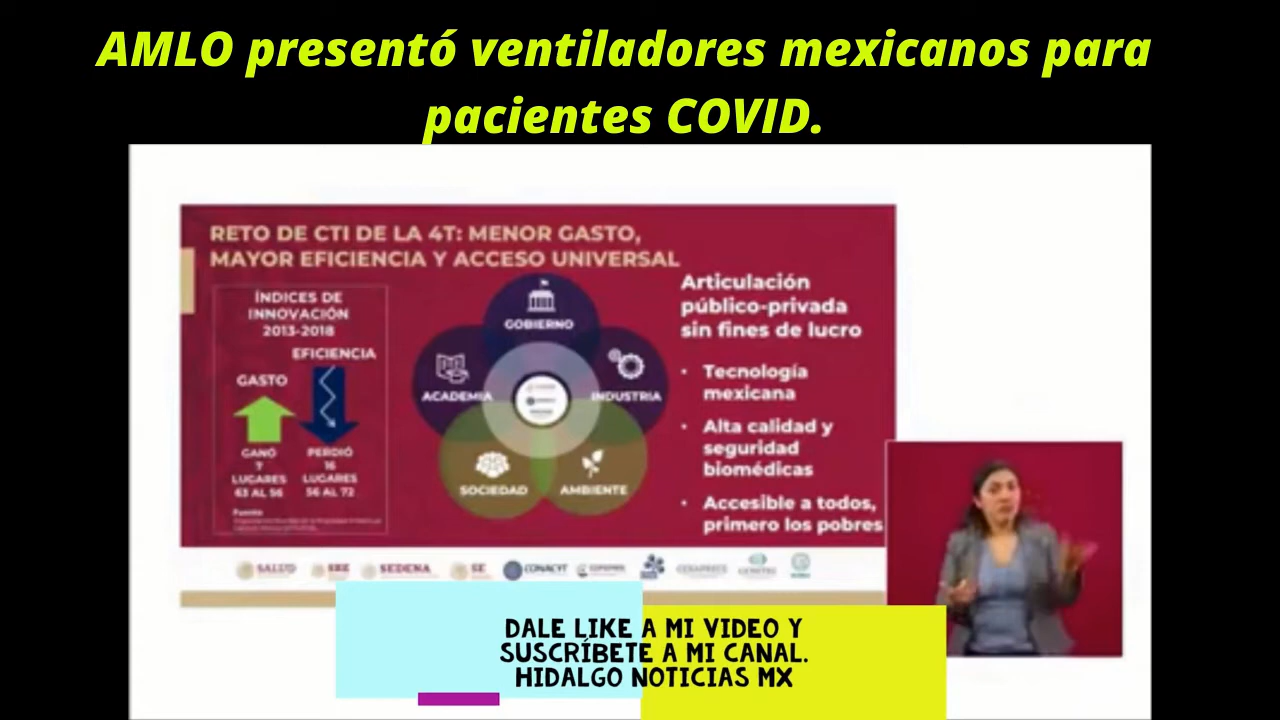 AMLO presentó ventiladores mexicanos para
pacientes COVID.
RETO DE CTI DE LA 4T: MENOR GASTO,
MAYOR EFICIENCIA Y ACCESO UNIVERSAL
ÍNDICES DE
INNOVACIÓN
2013-2018
EFICIENCIA
GASTO
GANÓ
7
LUGARES
63 AL 56
PERDIÓ
16
LUGARES
56 AL 72
Fuente
GOBIERNO
ACADEMIA
INDUSTRIA
SOCIEDAD
AMBIENTE
Articulación
público-privada
sin fines de lucro
• Tecnología
mexicana
• Alta calidad y
seguridad
biomédicas
• Accesible a todos,
primero los pobres
SALUD
SRE
SEDENA
SE
CONACYT
DALE LIKE A MI VIDEO Y
SUSCRÍBETE A MI CANAL.
HIDALGO NOTICIAS MX